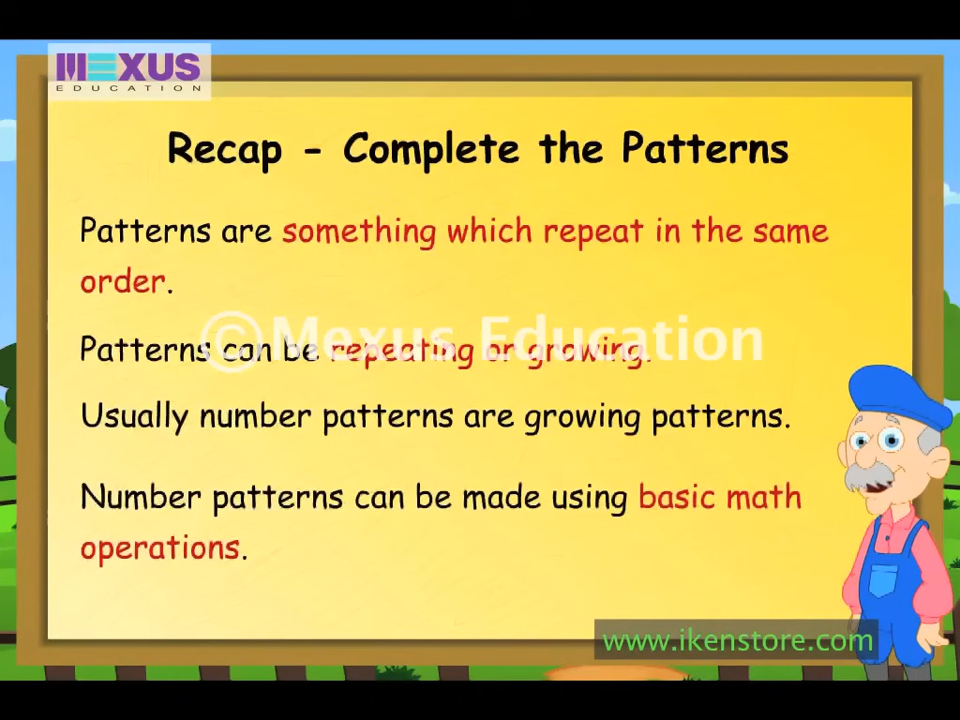 MEXUS
EDUCATION
Recap - Complete the Patterns
Patterns are something which repeat in the same
order.
©Mexus Education
Patterns can be repeating or growing.
Usually number patterns are growing patterns.
Number patterns can be made using basic math
operations.
www.ikenstore.com